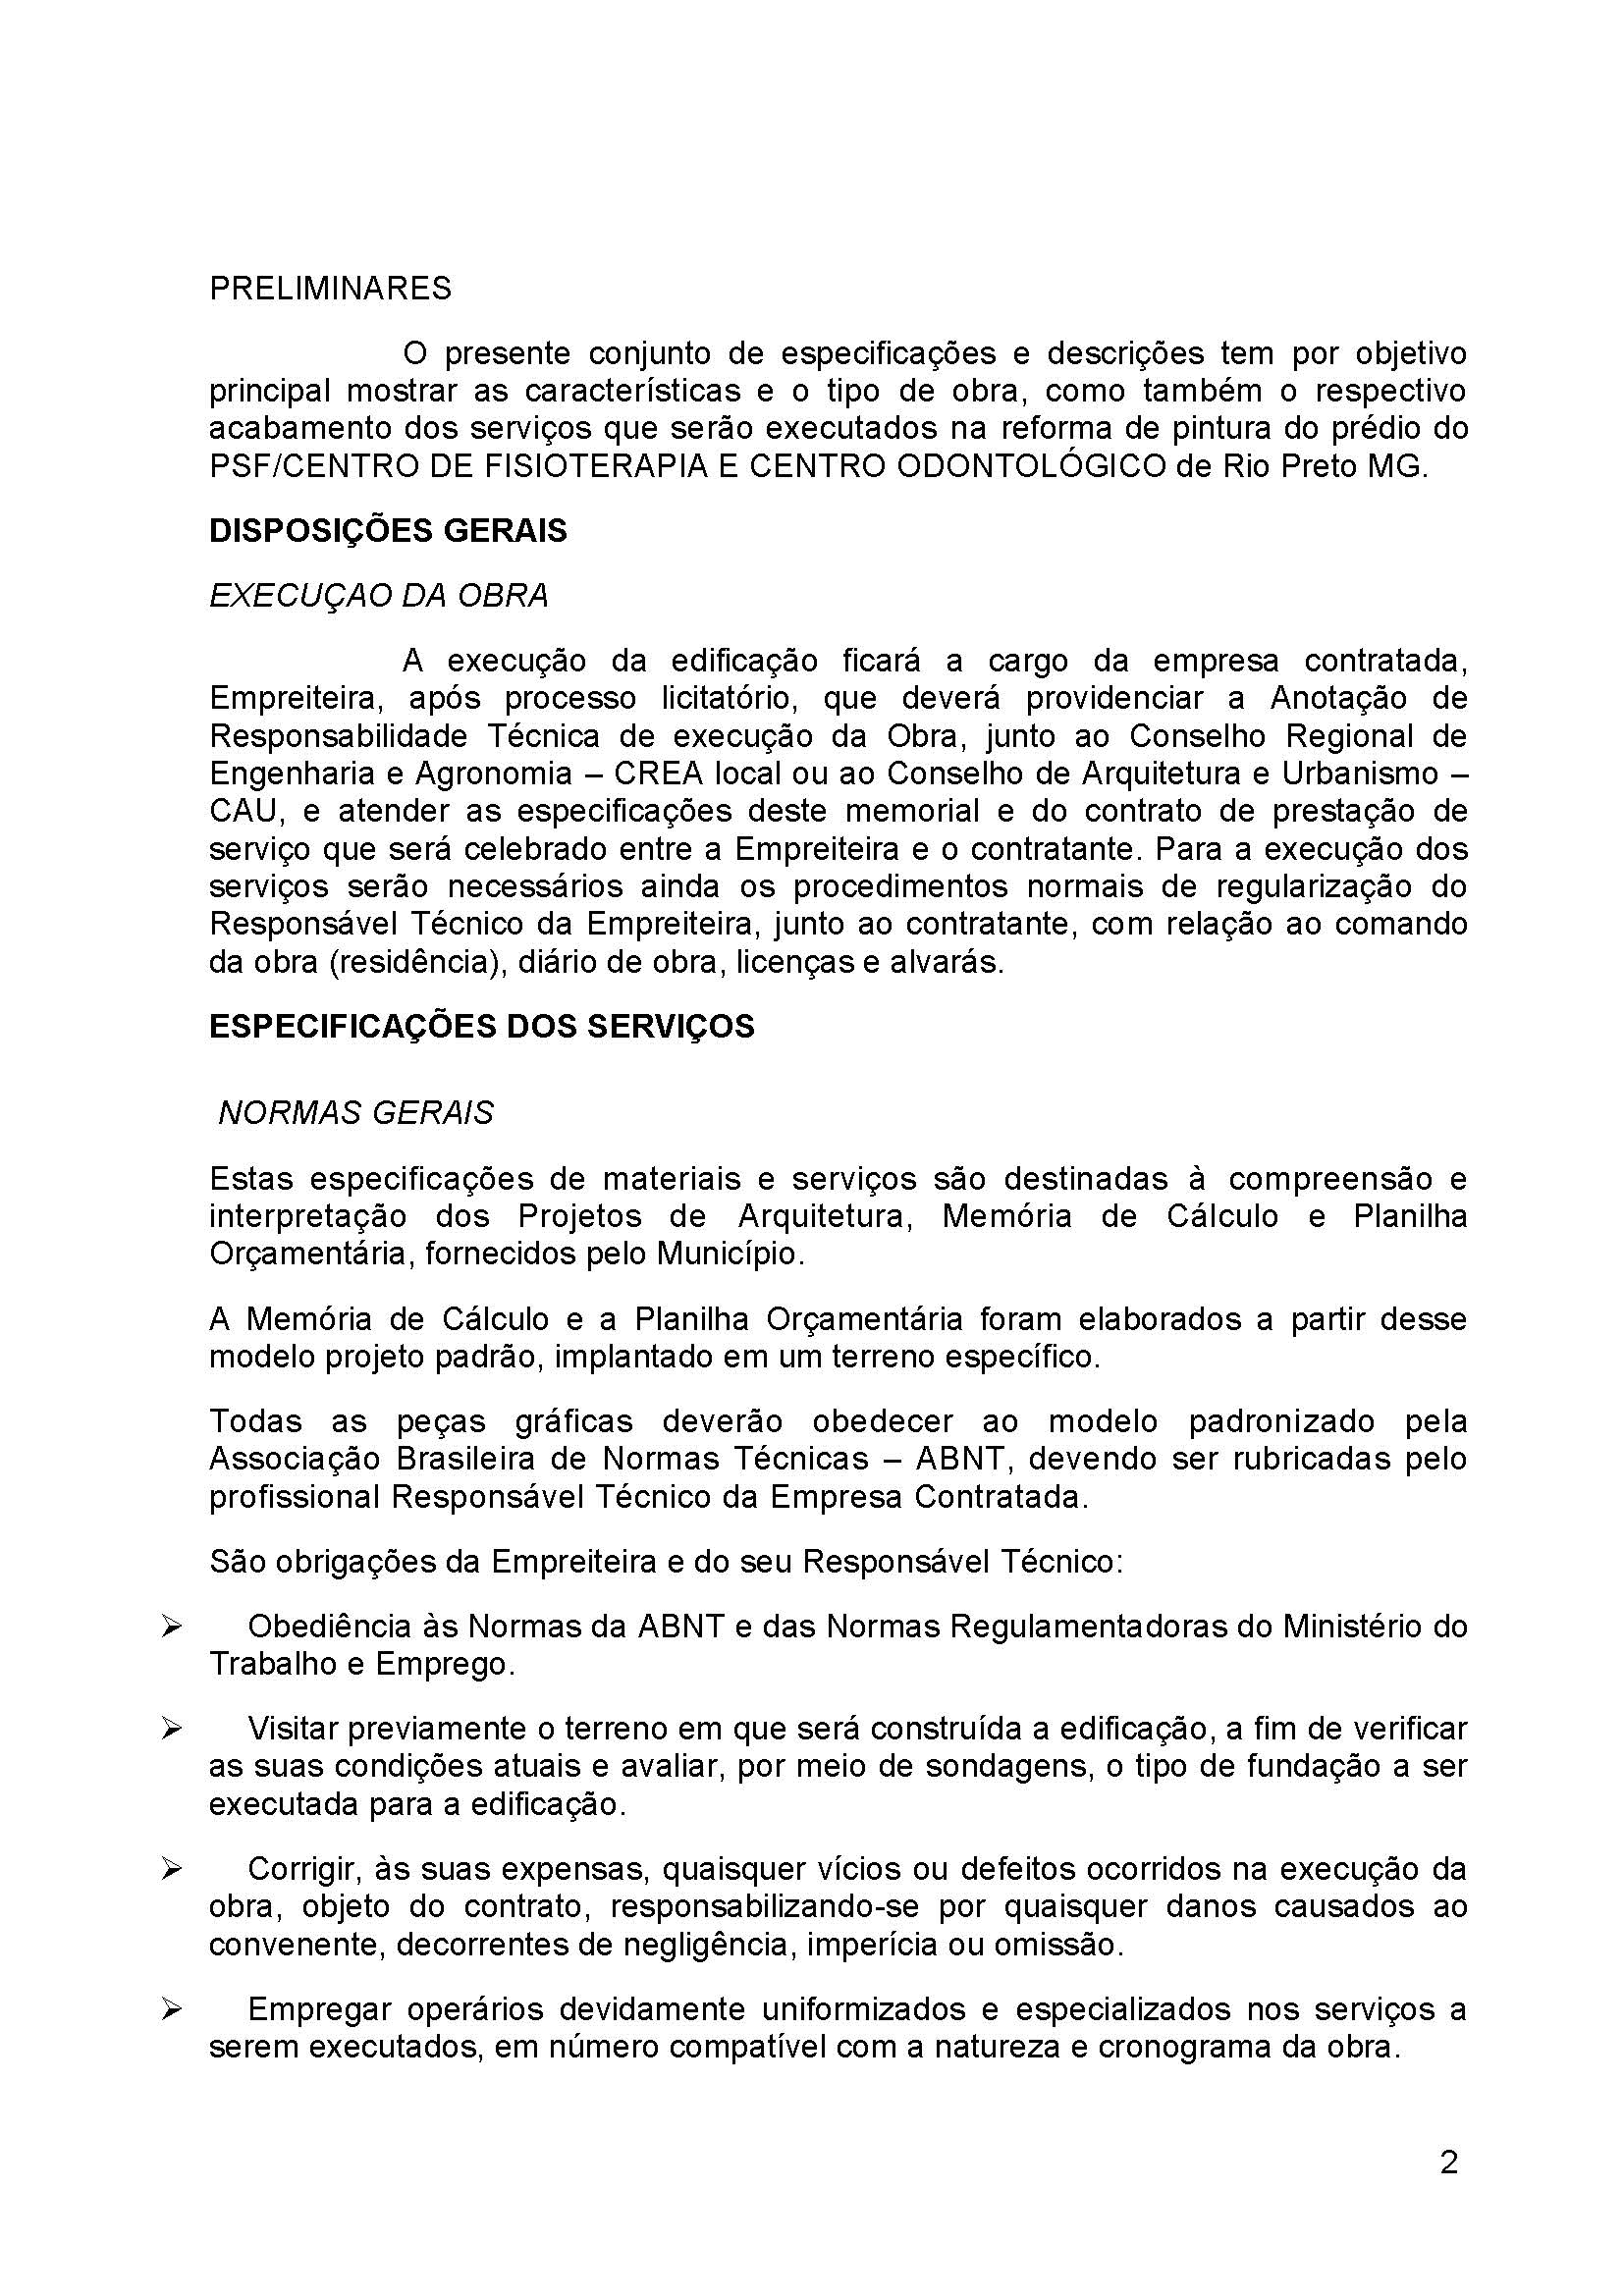 PRELIMINARES
O presente conjunto de especificações e descrições tem por objetivo
principal mostrar as características e o tipo de obra, como também o respectivo
acabamento dos serviços que serão executados na reforma de pintura do prédio do
PSF/CENTRO DE FISIOTERAPIA E CENTRO ODONTOLÓGICO de Rio Preto MG.
DISPOSIÇÕES GERAIS
EXECUÇAO DA OBRA
A execução da edificação ficará a cargo da empresa contratada,
Empreiteira, após processo licitatório, que deverá providenciar a Anotação de
Responsabilidade Técnica de execução da Obra, junto ao Conselho Regional de
Engenharia e Agronomia – CREA local ou ao Conselho de Arquitetura e Urbanismo –
CAU, e atender as especificações deste memorial e do contrato de prestação de
serviço que será celebrado entre a Empreiteira e o contratante. Para a execução dos
serviços serão necessários ainda os procedimentos normais de regularização do
Responsável Técnico da Empreiteira, junto ao contratante, com relação ao comando
da obra (residência), diário de obra, licenças e alvarás.
ESPECIFICAÇÕES DOS SERVIÇOS
NORMAS GERAIS
Estas especificações de materiais e serviços são destinadas à compreensão e
interpretação dos Projetos de Arquitetura, Memória de Cálculo e Planilha
Orçamentária, fornecidos pelo Município.
A Memória de Cálculo e a Planilha Orçamentária foram elaborados a partir desse
modelo projeto padrão, implantado em um terreno específico.
Todas as peças gráficas deverão obedecer ao modelo padronizado pela
Associação Brasileira de Normas Técnicas – ABNT, devendo ser rubricadas pelo
profissional Responsável Técnico da Empresa Contratada.
São obrigações da Empreiteira e do seu Responsável Técnico:
➢ Obediência às Normas da ABNT e das Normas Regulamentadoras do Ministério do
Trabalho e Emprego.
➢ Visitar previamente o terreno em que será construída a edificação, a fim de verificar
as suas condições atuais e avaliar, por meio de sondagens, o tipo de fundação a ser
executada para a edificação.
➢ Corrigir, às suas expensas, quaisquer vícios ou defeitos ocorridos na execução da
obra, objeto do contrato, responsabilizando-se por quaisquer danos causados ao
convenente, decorrentes de negligência, imperícia ou omissão.
➢ Empregar operários devidamente uniformizados e especializados nos serviços a
serem executados, em número compatível com a natureza e cronograma da obra.
2